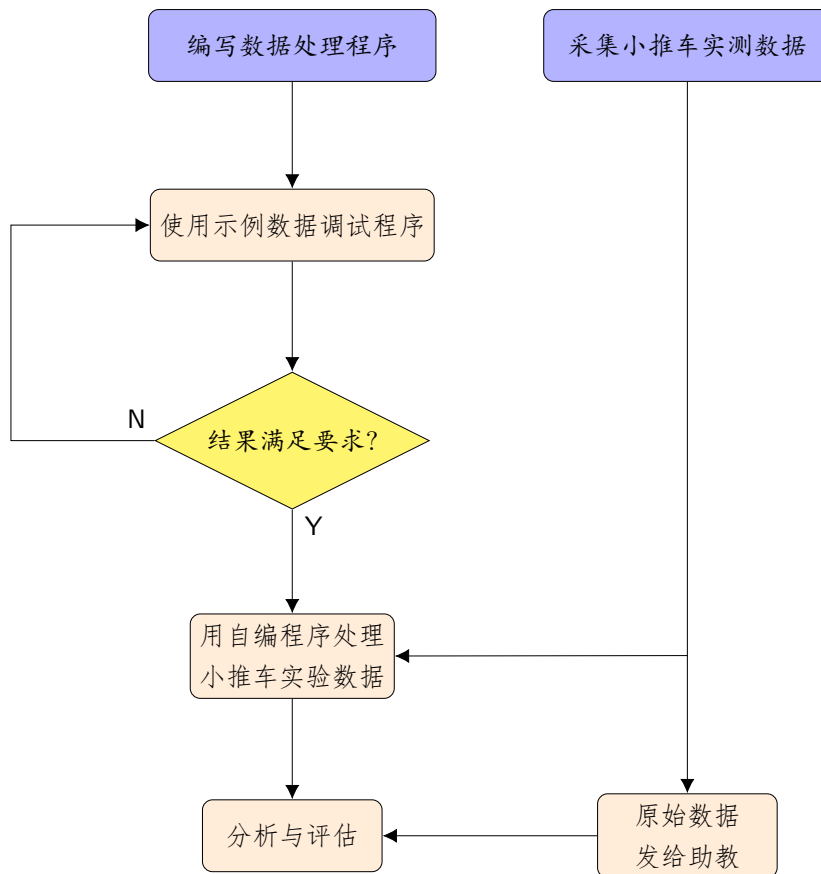 编写数据处理程序
采集小推车实测数据
使用示例数据调试程序
N
结果满足要求?
Y
用自编程序处理
小推车实验数据
分析与评估
原始数据
发给助教